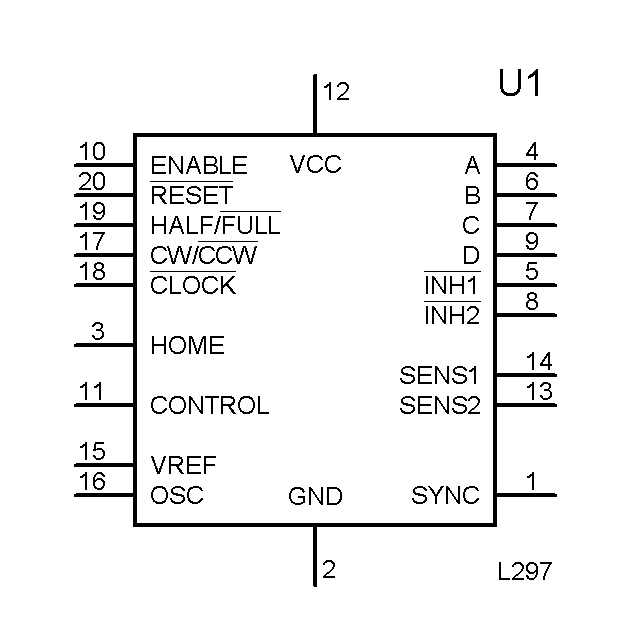 U1
12
10 ENABLE VCC A 4
20 RESET B 6
19 HALF/FULL C 7
17 CW/CCW D 9
18 CLOCK INH1 5
INH2 8
3 HOME
SENS1 14
11 CONTROL SENS2 13
15 VREF
16 OSC GND SYNC 1
2
L297